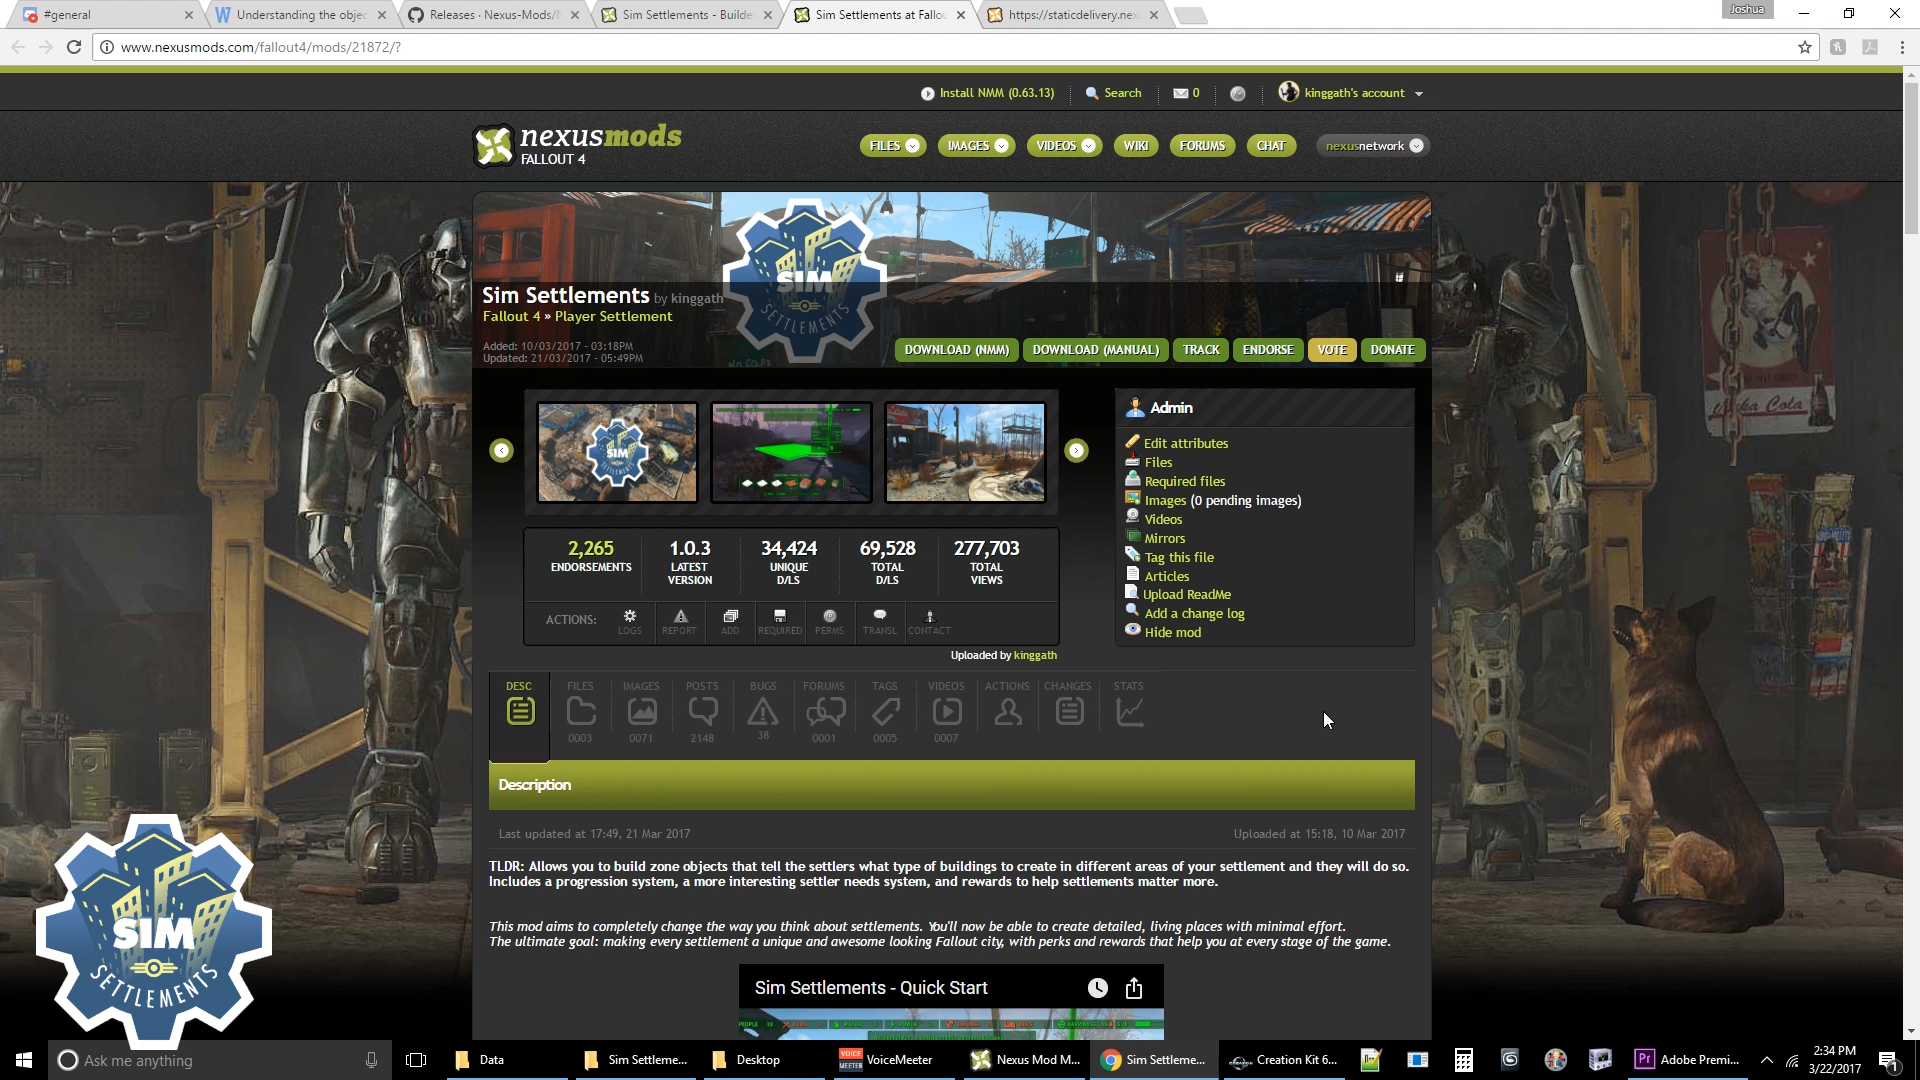 #general
Understanding the objec
Releases · Nexus-Mods/
Sim Settlements - Builde
Sim Settlements at Fallou
https://staticdelivery.nex
Joshua
www.nexusmods.com/fallout4/mods/21872/?
Install NMM (0.63.13)
Search
0
kinggath's account
nexusmods
FALLOUT 4
FILES
IMAGES
VIDEOS
WIKI
FORUMS
CHAT
nexusnetwork
SIM
SETTLEMENTS
Sim Settlements by kinggath
Fallout 4 » Player Settlement
Added: 10/03/2017 - 03:18PM
Updated: 21/03/2017 - 05:49PM
DOWNLOAD (NMM)
DOWNLOAD (MANUAL)
TRACK
ENDORSE
VOTE
DONATE
SIM
Admin
Edit attributes
Files
Required files
Images (0 pending images)
Videos
Mirrors
Tag this file
Articles
Upload ReadMe
Add a change log
Hide mod
2,265
ENDORSEMENTS
1.0.3
LATEST
VERSION
34,424
UNIQUE
D/LS
69,528
TOTAL
D/LS
277,703
TOTAL
VIEWS
ACTIONS:
LOGS
REPORT
ADD
REQUIRED
PERMS
TRANSL
CONTACT
Uploaded by kinggath
DESC
FILES
0003
IMAGES
0071
POSTS
2148
BUGS
38
FORUMS
0001
TAGS
0005
VIDEOS
0007
ACTIONS
CHANGES
STATS
Description
Last updated at 17:49, 21 Mar 2017
Uploaded at 15:18, 10 Mar 2017
TLDR: Allows you to build zone objects that tell the settlers what type of buildings to create in different areas of your settlement and they will do so.
Includes a progression system, a more interesting settler needs system, and rewards to help settlements matter more.
This mod aims to completely change the way you think about settlements. You'll now be able to create detailed, living places with minimal effort.
The ultimate goal: making every settlement a unique and awesome looking Fallout city, with perks and rewards that help you at every stage of the game.
Sim Settlements - Quick Start
SIM
SETTLEMENTS
Ask me anything
Data
Sim Settleme...
Desktop
VOICE
MEETER
VoiceMeeter
Nexus Mod M...
Sim Settleme...
Creation Kit 6...
Pr
Adobe Premi...
2:34 PM
3/22/2017
1